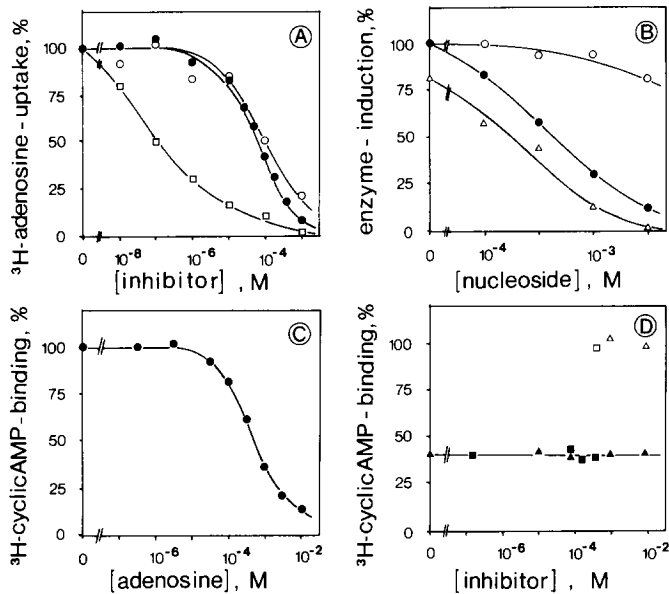 A
³H-adenosine-uptake, %
100
75
50
25
0
0 10⁻⁸ 10⁻⁶ 10⁻⁴
[inhibitor] , M
B
enzyme-induction, %
100
75
50
25
0
0 10⁻⁴ 10⁻³
[nucleoside] , M
C
³H-cyclicAMP-binding, %
100
75
50
25
0
0 10⁻⁶ 10⁻⁴ 10⁻²
[adenosine] , M
D
³H-cyclicAMP-binding, %
100
75
50
25
0
0 10⁻⁶ 10⁻⁴ 10⁻²
[inhibitor] , M